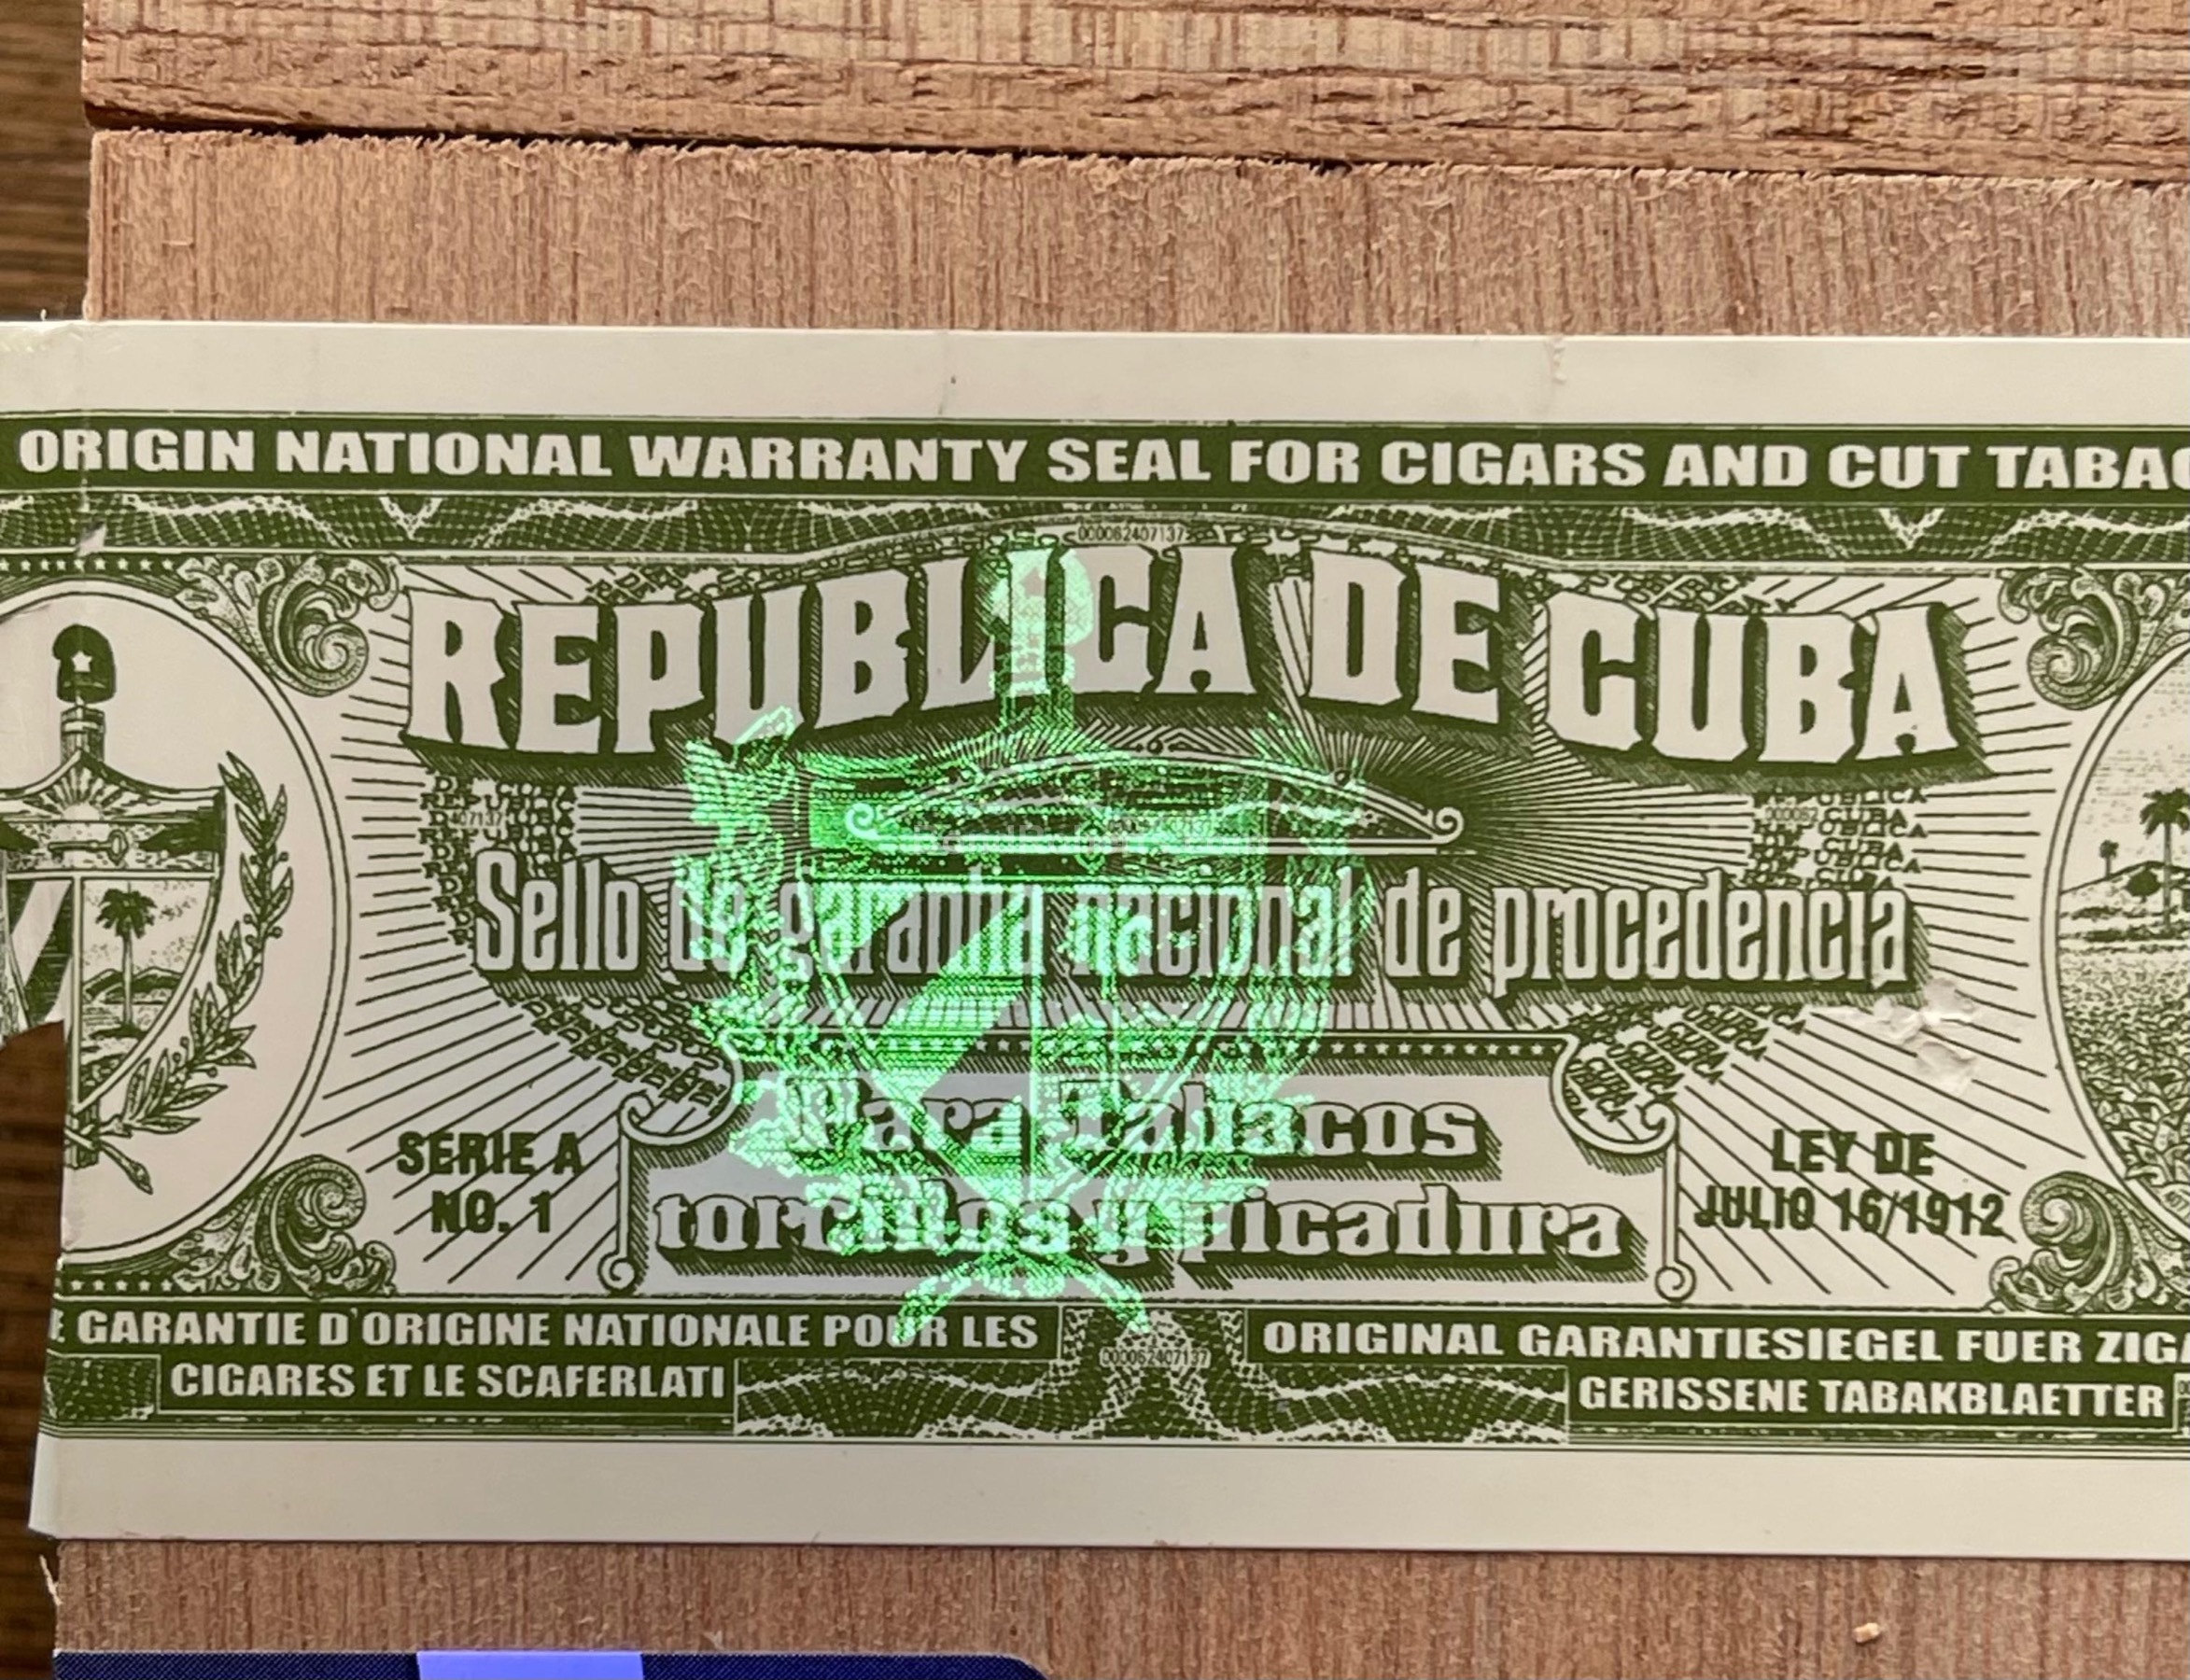 ORIGIN NATIONAL WARRANTY SEAL FOR CIGARS AND CUT TABAC
000062407137
REPUBLICA DE CUBA
Sello de garantia nacional de procedencia
Para Tabacos
torcidos y picadura
SERIE A
NO. 1
LEY DE
JULIO 16/1912
E GARANTIE D'ORIGINE NATIONALE POUR LES
CIGARES ET LE SCAFERLATI
000062407137
ORIGINAL GARANTIESIEGEL FUER ZIGA
GERISSENE TABAKBLAETTER